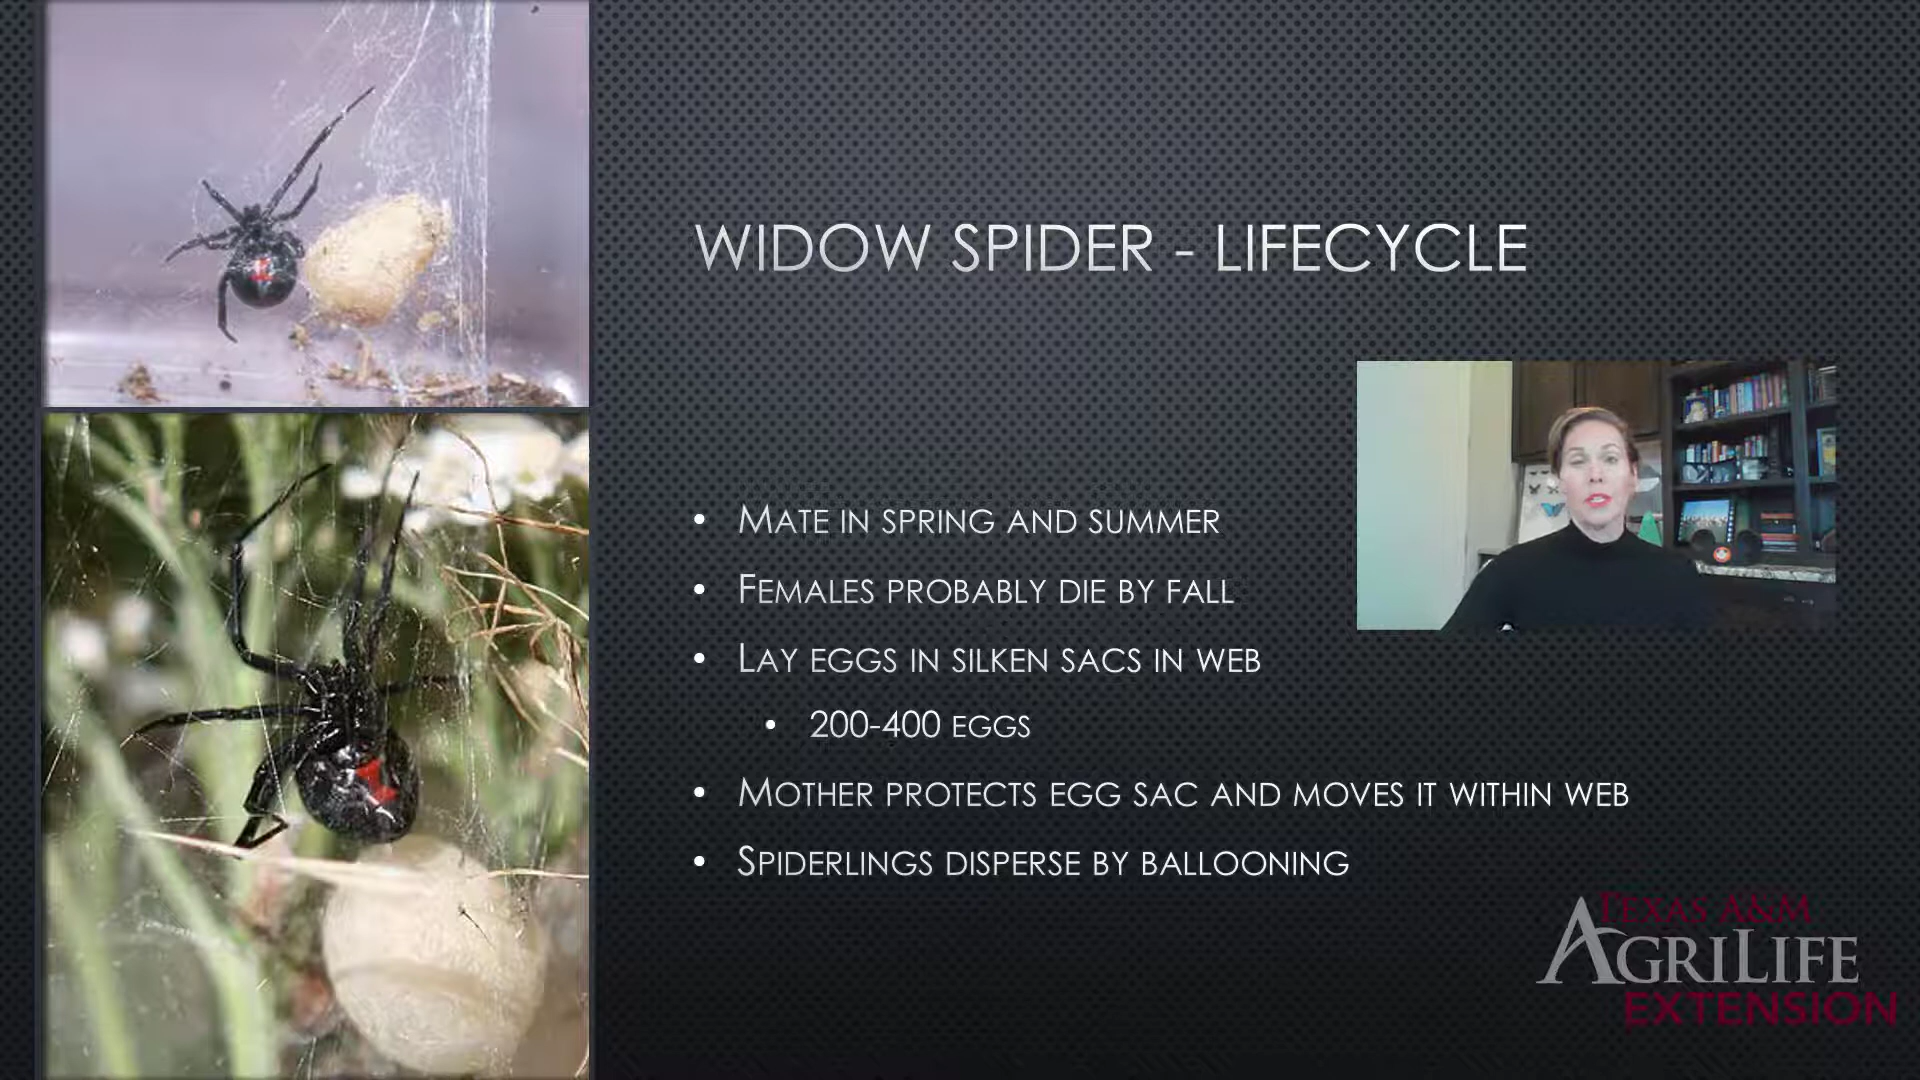 WIDOW SPIDER - LIFECYCLE
• MATE IN SPRING AND SUMMER
• FEMALES PROBABLY DIE BY FALL
• LAY EGGS IN SILKEN SACS IN WEB
• 200-400 EGGS
• MOTHER PROTECTS EGG SAC AND MOVES IT WITHIN WEB
• SPIDERLINGS DISPERSE BY BALLOONING
TEXAS A&M
AGRILIFE
EXTENSION